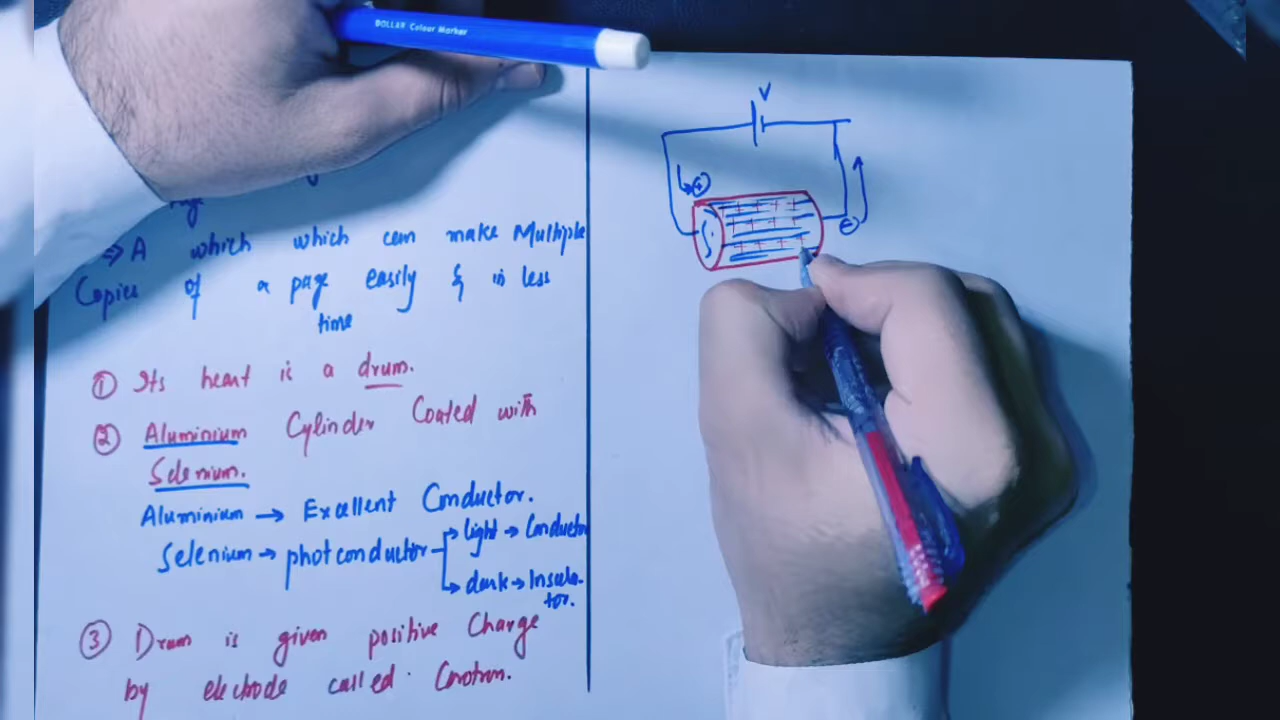 DOLLAR Colour Marker
⇒ A which which can make Multiple
Copies of a page easily & in less
time
① Its heart is a drum.
② Aluminium Cylinder Coated with
Selenium.
Aluminium → Excellent Conductor.
Selenium → photconductor → light → Conductor
→ dark → Insula-
tor.
③ Drum is given positive Charge
by electrode called
V
+
-